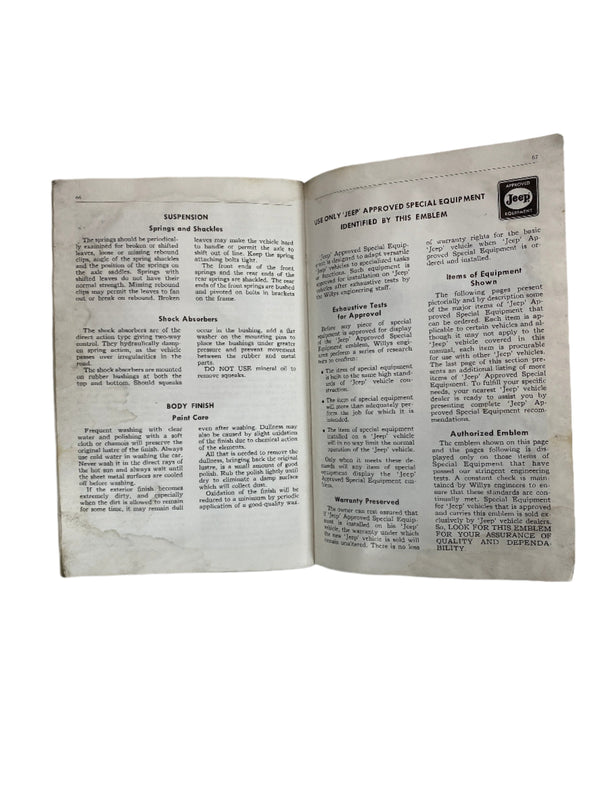 66
SUSPENSION
Springs and Shackles
The springs should be periodical-
ly examined for broken or shifted
leaves, loose or missing rebound
clips, angle of the spring shackles
and the position of the springs on
the axle saddles. Springs with
shifted leaves do not have their
normal strength. Missing rebound
clips may permit the leaves to fan
out or break on rebound. Broken
leaves may make the vehicle hard
to handle or permit the axle to
shift out of line. Keep the spring
attaching bolts tight.
The front ends of the front
springs and the rear ends of the
rear springs are shackled. The rear
ends of the front springs are bushed
and pivoted on bolts in brackets
on the frame.
Shock Absorbers
The shock absorbers are of the
direct action type giving two-way
control. They hydraulically damp-
on spring action, as the vehicle
passes over irregularities in the
road.
The shock absorbers are mounted
on rubber bushings at both the
top and bottom. Should squeaks
occur in the bushing, add a flat
washer on the mounting pins to
place the bushings under greater
pressure and prevent movement
between the rubber and metal
parts.
DO NOT USE mineral oil to
remove squeaks.
BODY FINISH
Paint Care
Frequent washing with clear
water and polishing with a soft
cloth or chamois will preserve the
original lustre of the finish. Always
use cold water in washing the car.
Never wash it in the direct rays of
the hot sun and always wait until
the sheet metal surfaces are cooled
off before washing.
If the exterior finish becomes
extremely dirty, and especially
when the dirt is allowed to remain
for some time, it may remain dull
even after washing. Dullness may
also be caused by slight oxidation
of the finish due to chemical action
of the elements.
All that is needed to remove the
dullness, bringing back the original
lustre, is a small amount of good
polish. Rub the polish lightly until
dry to eliminate a damp surface
which will collect dust.
Oxidation of the finish will be
reduced to a minimum by periodic
application of a good quality wax.
67
USE ONLY 'JEEP' APPROVED SPECIAL EQUIPMENT
IDENTIFIED BY THIS EMBLEM
APPROVED
Jeep
EQUIPMENT
'Jeep' Approved Special Equip-
ment is designed to adapt versatile
'Jeep' vehicles to specialized tasks
or functions. Such equipment is
approved for installation on 'Jeep'
vehicles after exhaustive tests by
the Willys engineering staff.
Exhaustive Tests
for Approval
Before any piece of special
equipment is approved for display
of the 'Jeep' Approved Special
Equipment emblem, Willys engi-
neers perform a series of research
tests to confirm:
• The item of special equipment
is built to the same high stand-
ards of 'Jeep' vehicle con-
struction.
• The item of special equipment
will more than adequately per-
form the job for which it is
intended.
• The item of special equipment
installed on a 'Jeep' vehicle
will in no way limit the normal
operation of the 'Jeep' vehicle.
Only when it meets these de-
mands will any item of special
equipment display the 'Jeep'
Approved Special Equipment em-
blem.
Warranty Preserved
The owner can rest assured that
if 'Jeep' Approved Special Equip-
ment is installed on his 'Jeep'
vehicle, the warranty under which
the new 'Jeep' vehicle is sold will
remain unaltered. There is no loss
of warranty rights for the basic
'Jeep' vehicle when 'Jeep' Ap-
proved Special Equipment is or-
dered and installed.
Items of Equipment
Shown
The following pages present
pictorially and by description some
of the major items of 'Jeep' Ap-
proved Special Equipment that
can be ordered. Each item is ap-
plicable to certain vehicles and al-
though it may not apply to the
'Jeep' vehicle covered in this
manual, each item is procurable
for use with other 'Jeep' vehicles.
The last page of this section pre-
sents an additional listing of more
items of 'Jeep' Approved Special
Equipment. To fulfill your specific
needs, your nearest 'Jeep' vehicle
dealer is ready to assist you by
presenting complete 'Jeep' Ap-
proved Special Equipment recom-
mendations.
Authorized Emblem
The emblem shown on this page
and the pages following is dis-
played only on those items of
Special Equipment that have
passed our stringent engineering
tests. A constant check is main-
tained by Willys engineers to en-
sure that these standards are con-
tinually met. Special Equipment
for 'Jeep' vehicles that is approved
and carries this emblem is sold ex-
clusively by 'Jeep' vehicle dealers.
So, LOOK FOR THIS EMBLEM
FOR YOUR ASSURANCE OF
QUALITY AND DEPENDA-
BILITY